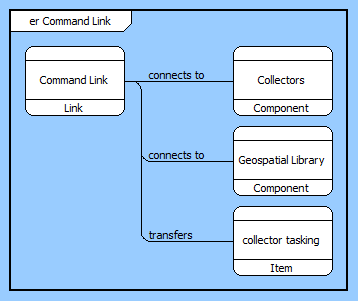 er Command Link
Command Link
Link
connects to
Collectors
Component
connects to
Geospatial Library
Component
transfers
collector tasking
Item